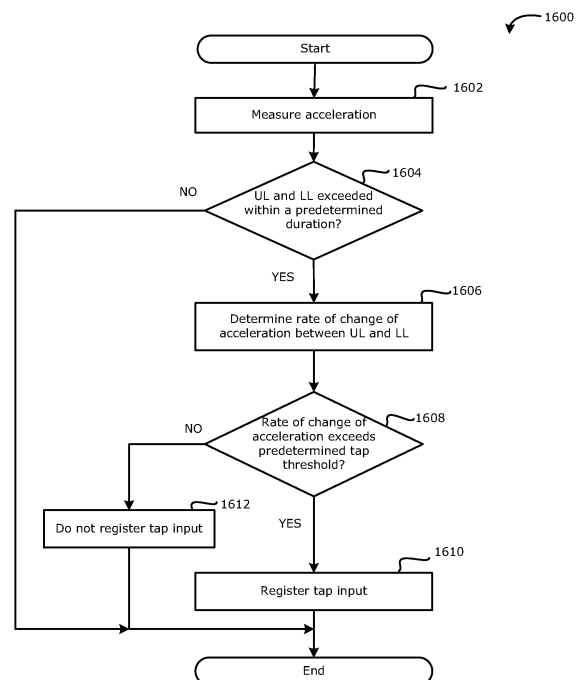 1600
Start
1602
Measure acceleration
1604
NO
UL and LL exceeded
within a predetermined
duration?
YES
1606
Determine rate of change of
acceleration between UL and LL
1608
NO
Rate of change of
acceleration exceeds
predetermined tap
threshold?
1612
Do not register tap input
YES
1610
Register tap input
End